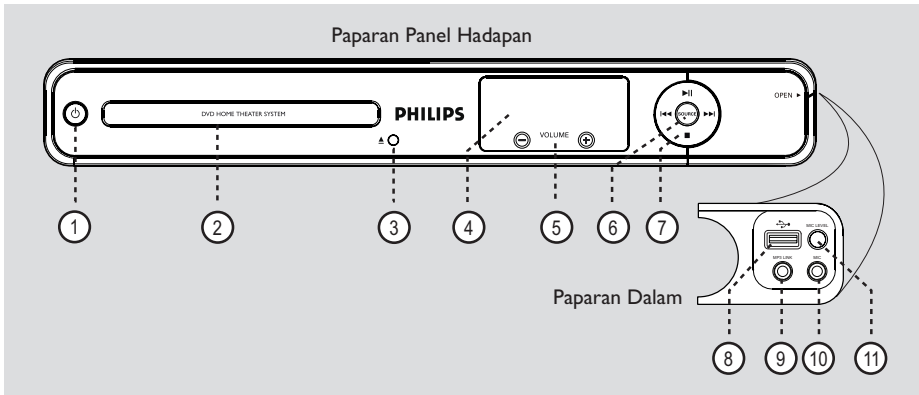 Paparan Panel Hadapan
DVD HOME THEATER SYSTEM
PHILIPS
VOLUME
SOURCE
OPEN
1
2
3
4
5
6
7
MIC LEVEL
MP3 LINK
MIC
Paparan Dalam
8
9
10
11